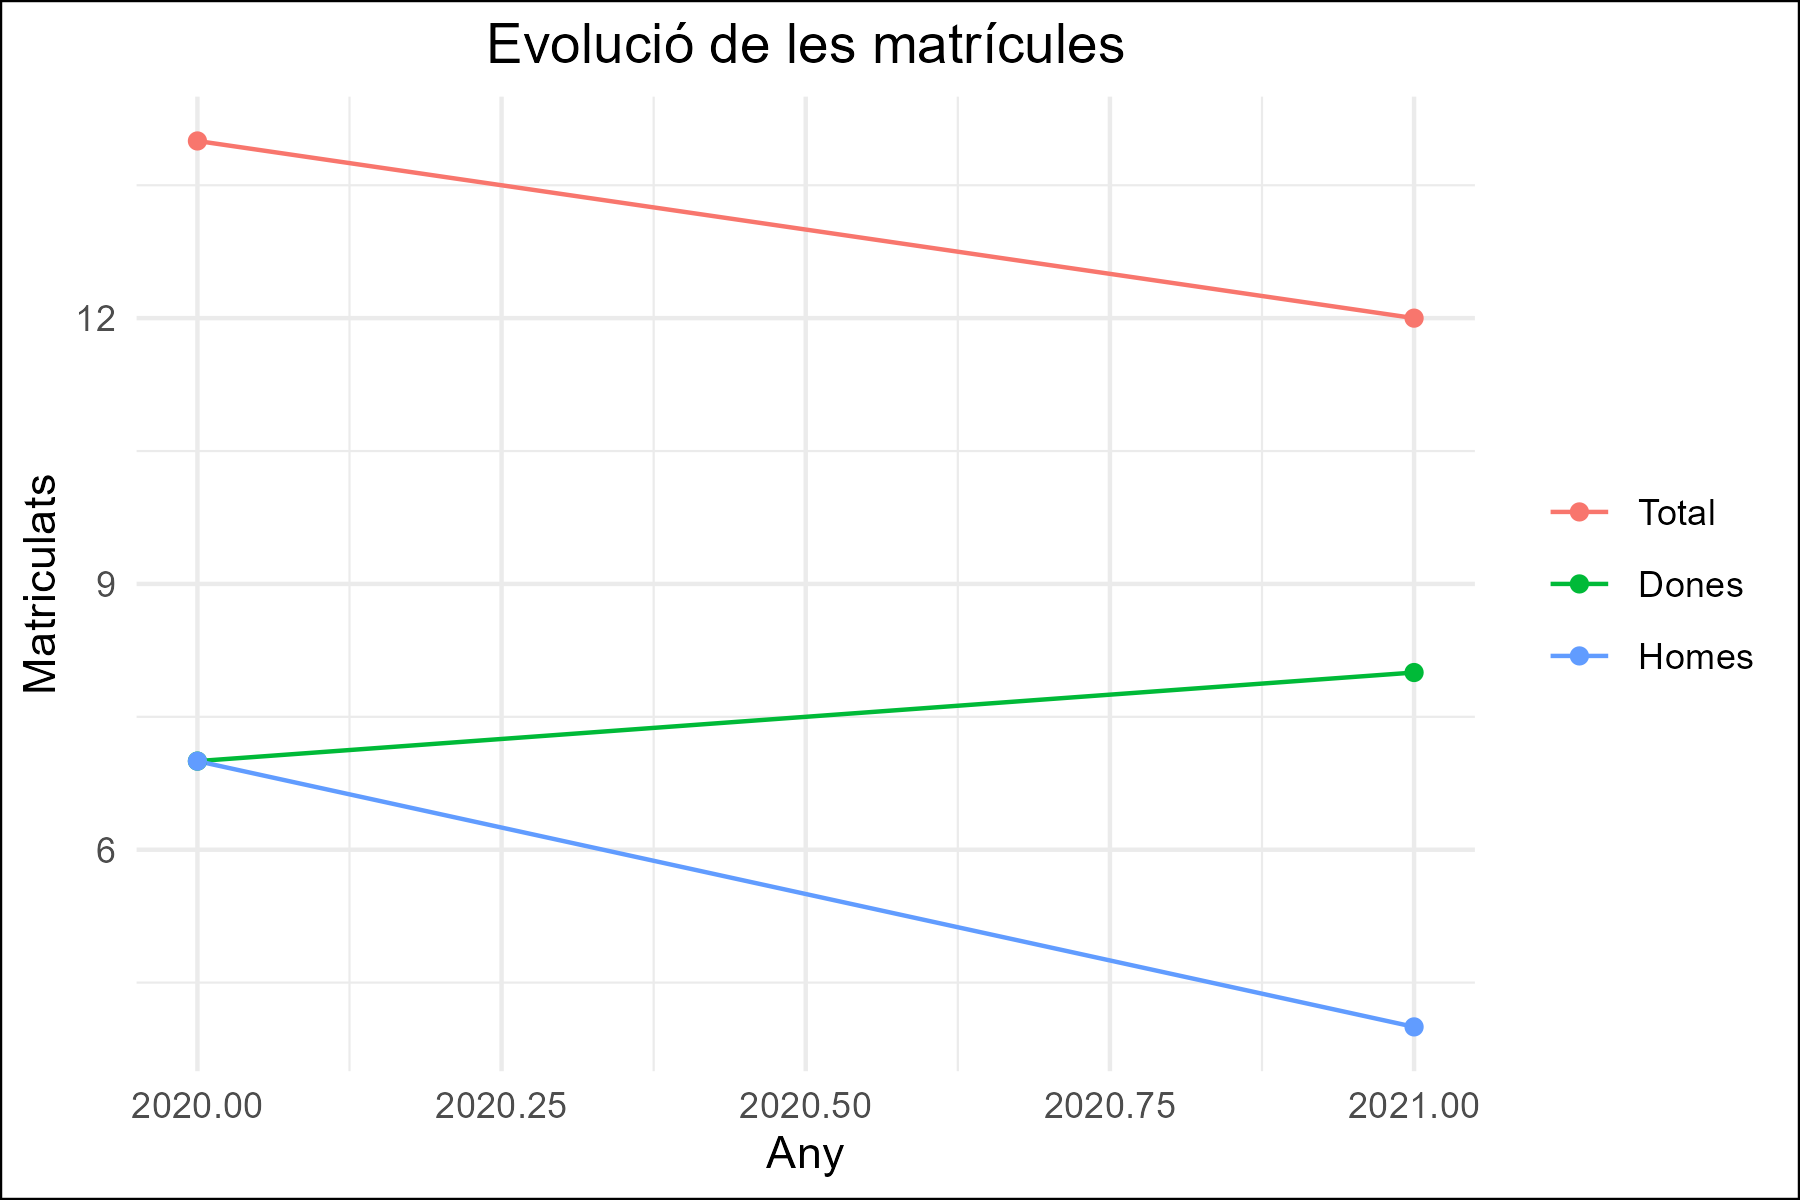 Evolució de les matrícules
Matriculats
12
9
6
2020.00
2020.25
2020.50
2020.75
2021.00
Any
Total
Dones
Homes